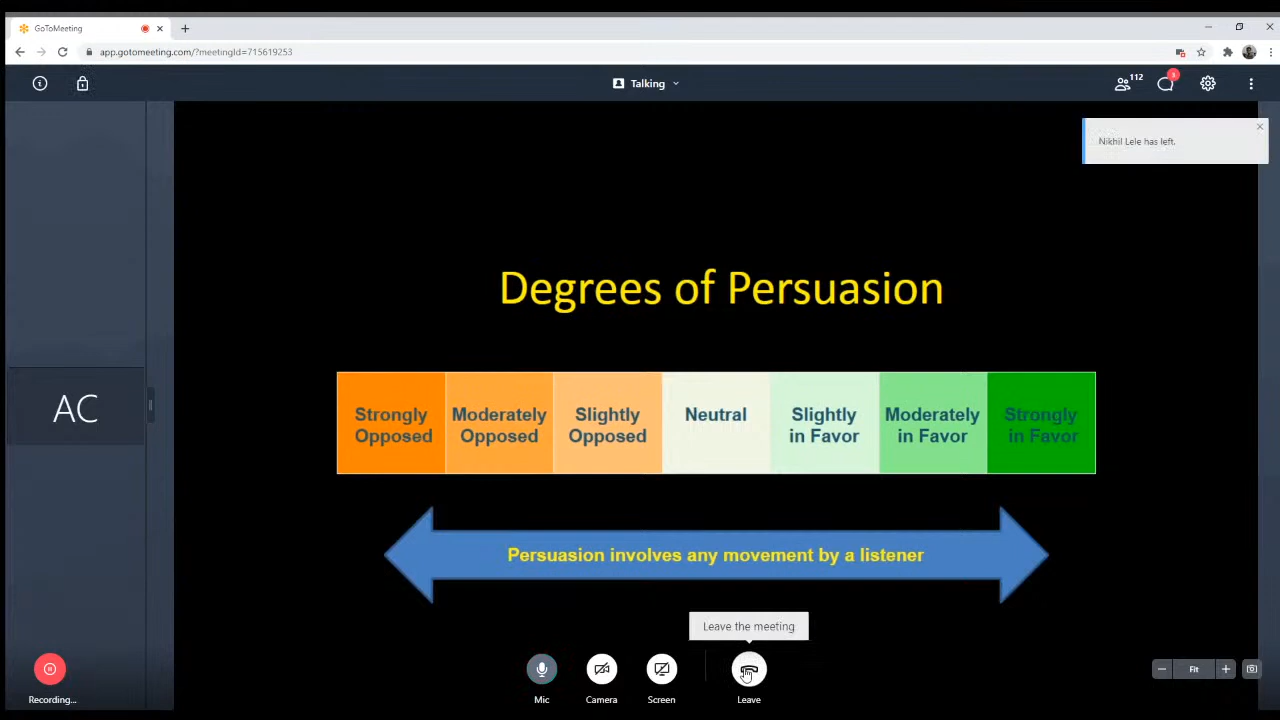 GoToMeeting
app.gotomeeting.com/?meetingId=715619253
Talking
112
3
Nikhil Lele has left.
Degrees of Persuasion
AC
Strongly
Opposed
Moderately
Opposed
Slightly
Opposed
Neutral
Slightly
in Favor
Moderately
in Favor
Strongly
in Favor
Persuasion involves any movement by a listener
Leave the meeting
Fit
Recording...
Mic
Camera
Screen
Leave